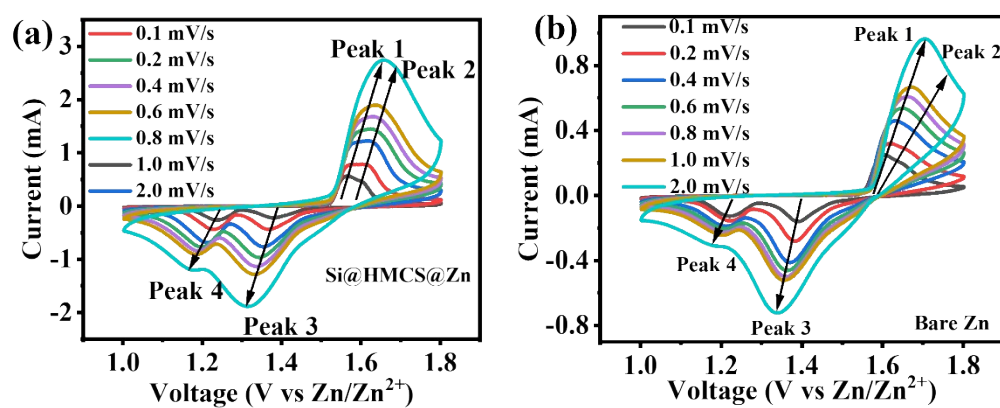 (a)
0.1 mV/s
0.2 mV/s
0.4 mV/s
0.6 mV/s
0.8 mV/s
1.0 mV/s
2.0 mV/s
Peak 1
Peak 2
Peak 4
Peak 3
Si@HMCS@Zn
Current (mA)
3
2
1
0
-1
-2
1.0 1.2 1.4 1.6 1.8
Voltage (V vs Zn/Zn²⁺)
(b)
0.1 mV/s
0.2 mV/s
0.4 mV/s
0.6 mV/s
0.8 mV/s
1.0 mV/s
2.0 mV/s
Peak 1
Peak 2
Peak 4
Peak 3
Bare Zn
Current (mA)
0.8
0.4
0.0
-0.4
-0.8
1.0 1.2 1.4 1.6 1.8
Voltage (V vs Zn/Zn²⁺)